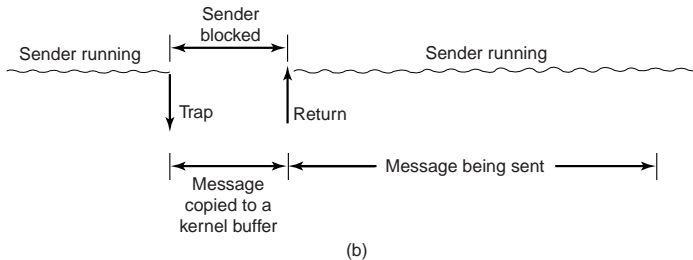 Sender
blocked
Sender running
Sender running
Trap
Return
Message being sent
Message
copied to a
kernel buffer
(b)